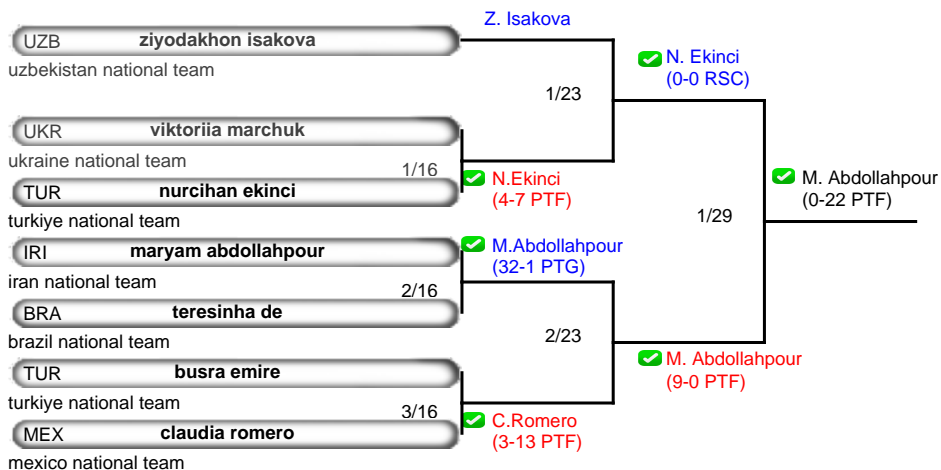 Z. Isakova
UZB ziyodakhon isakova
uzbekistan national team
N. Ekinci
(0-0 RSC)
1/23
UKR viktoriia marchuk
ukraine national team
1/16
N.Ekinci
(4-7 PTF)
TUR nurcihan ekinci
turkiye national team
M. Abdollahpour
(0-22 PTF)
1/29
IRI maryam abdollahpour
iran national team
M.Abdollahpour
(32-1 PTG)
2/16
BRA teresinha de
brazil national team
2/23
M. Abdollahpour
(9-0 PTF)
TUR busra emire
turkiye national team
3/16
C.Romero
(3-13 PTF)
MEX claudia romero
mexico national team